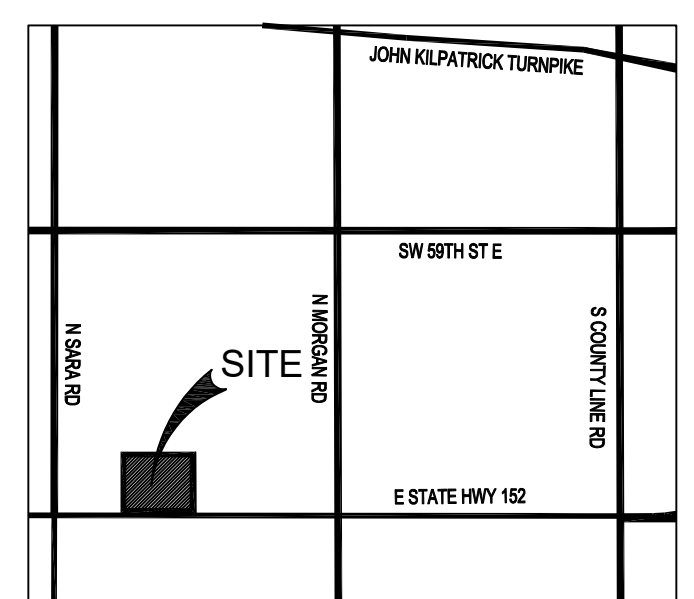 JOHN KILPATRICK TURNPIKE
SW 59TH ST E
N SARA RD
SITE
N MORGAN RD
S COUNTY LINE RD
E STATE HWY 152